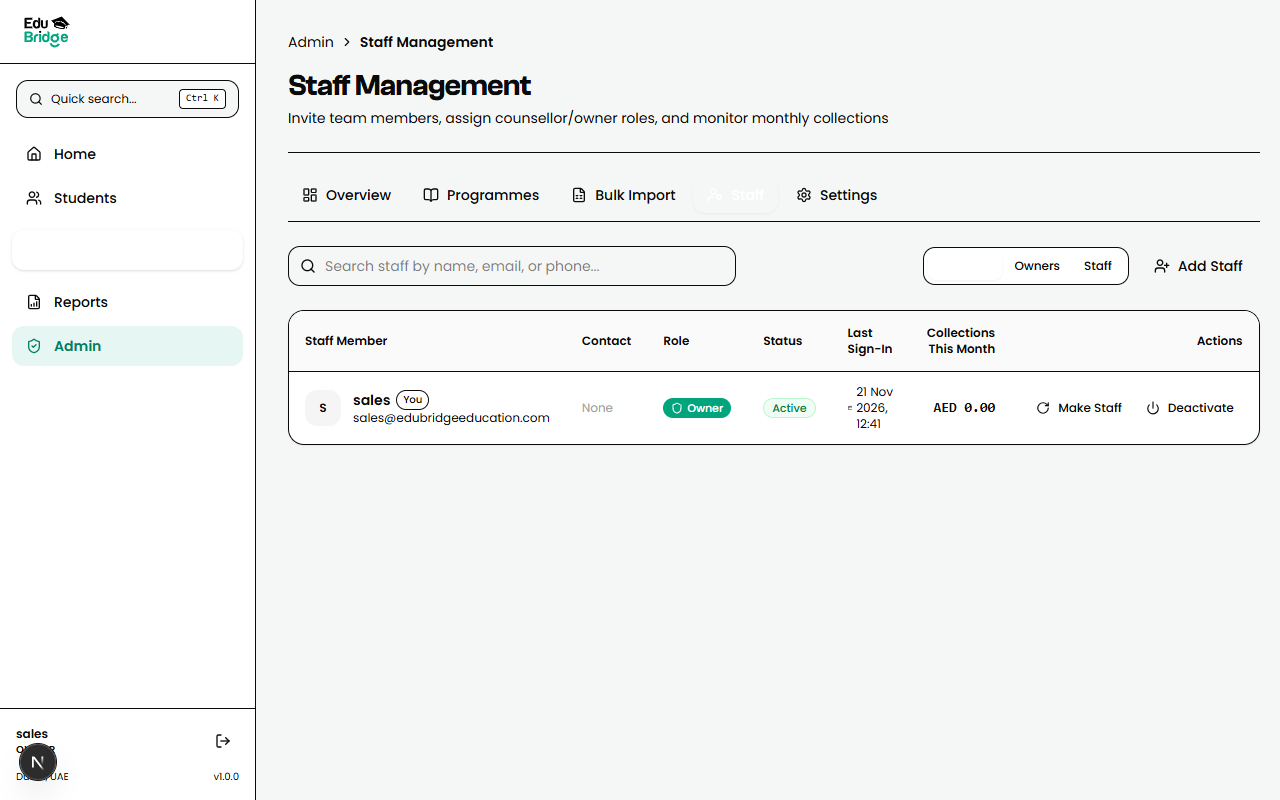 Edu
Bridge
Quick search...
Ctrl K
Home
Students
Reports
Admin
sales
v1.0.0
Admin > Staff Management
Staff Management
Invite team members, assign counsellor/owner roles, and monitor monthly collections
Overview
Programmes
Bulk Import
Staff
Settings
Search staff by name, email, or phone...
Owners
Staff
Add Staff
Staff Member
Contact
Role
Status
Last
Sign-In
Collections
This Month
Actions
S
sales
You
sales@edubridgeeducation.com
None
Owner
Active
21 Nov
2026,
12:41
AED 0.00
Make Staff
Deactivate
N
UAE